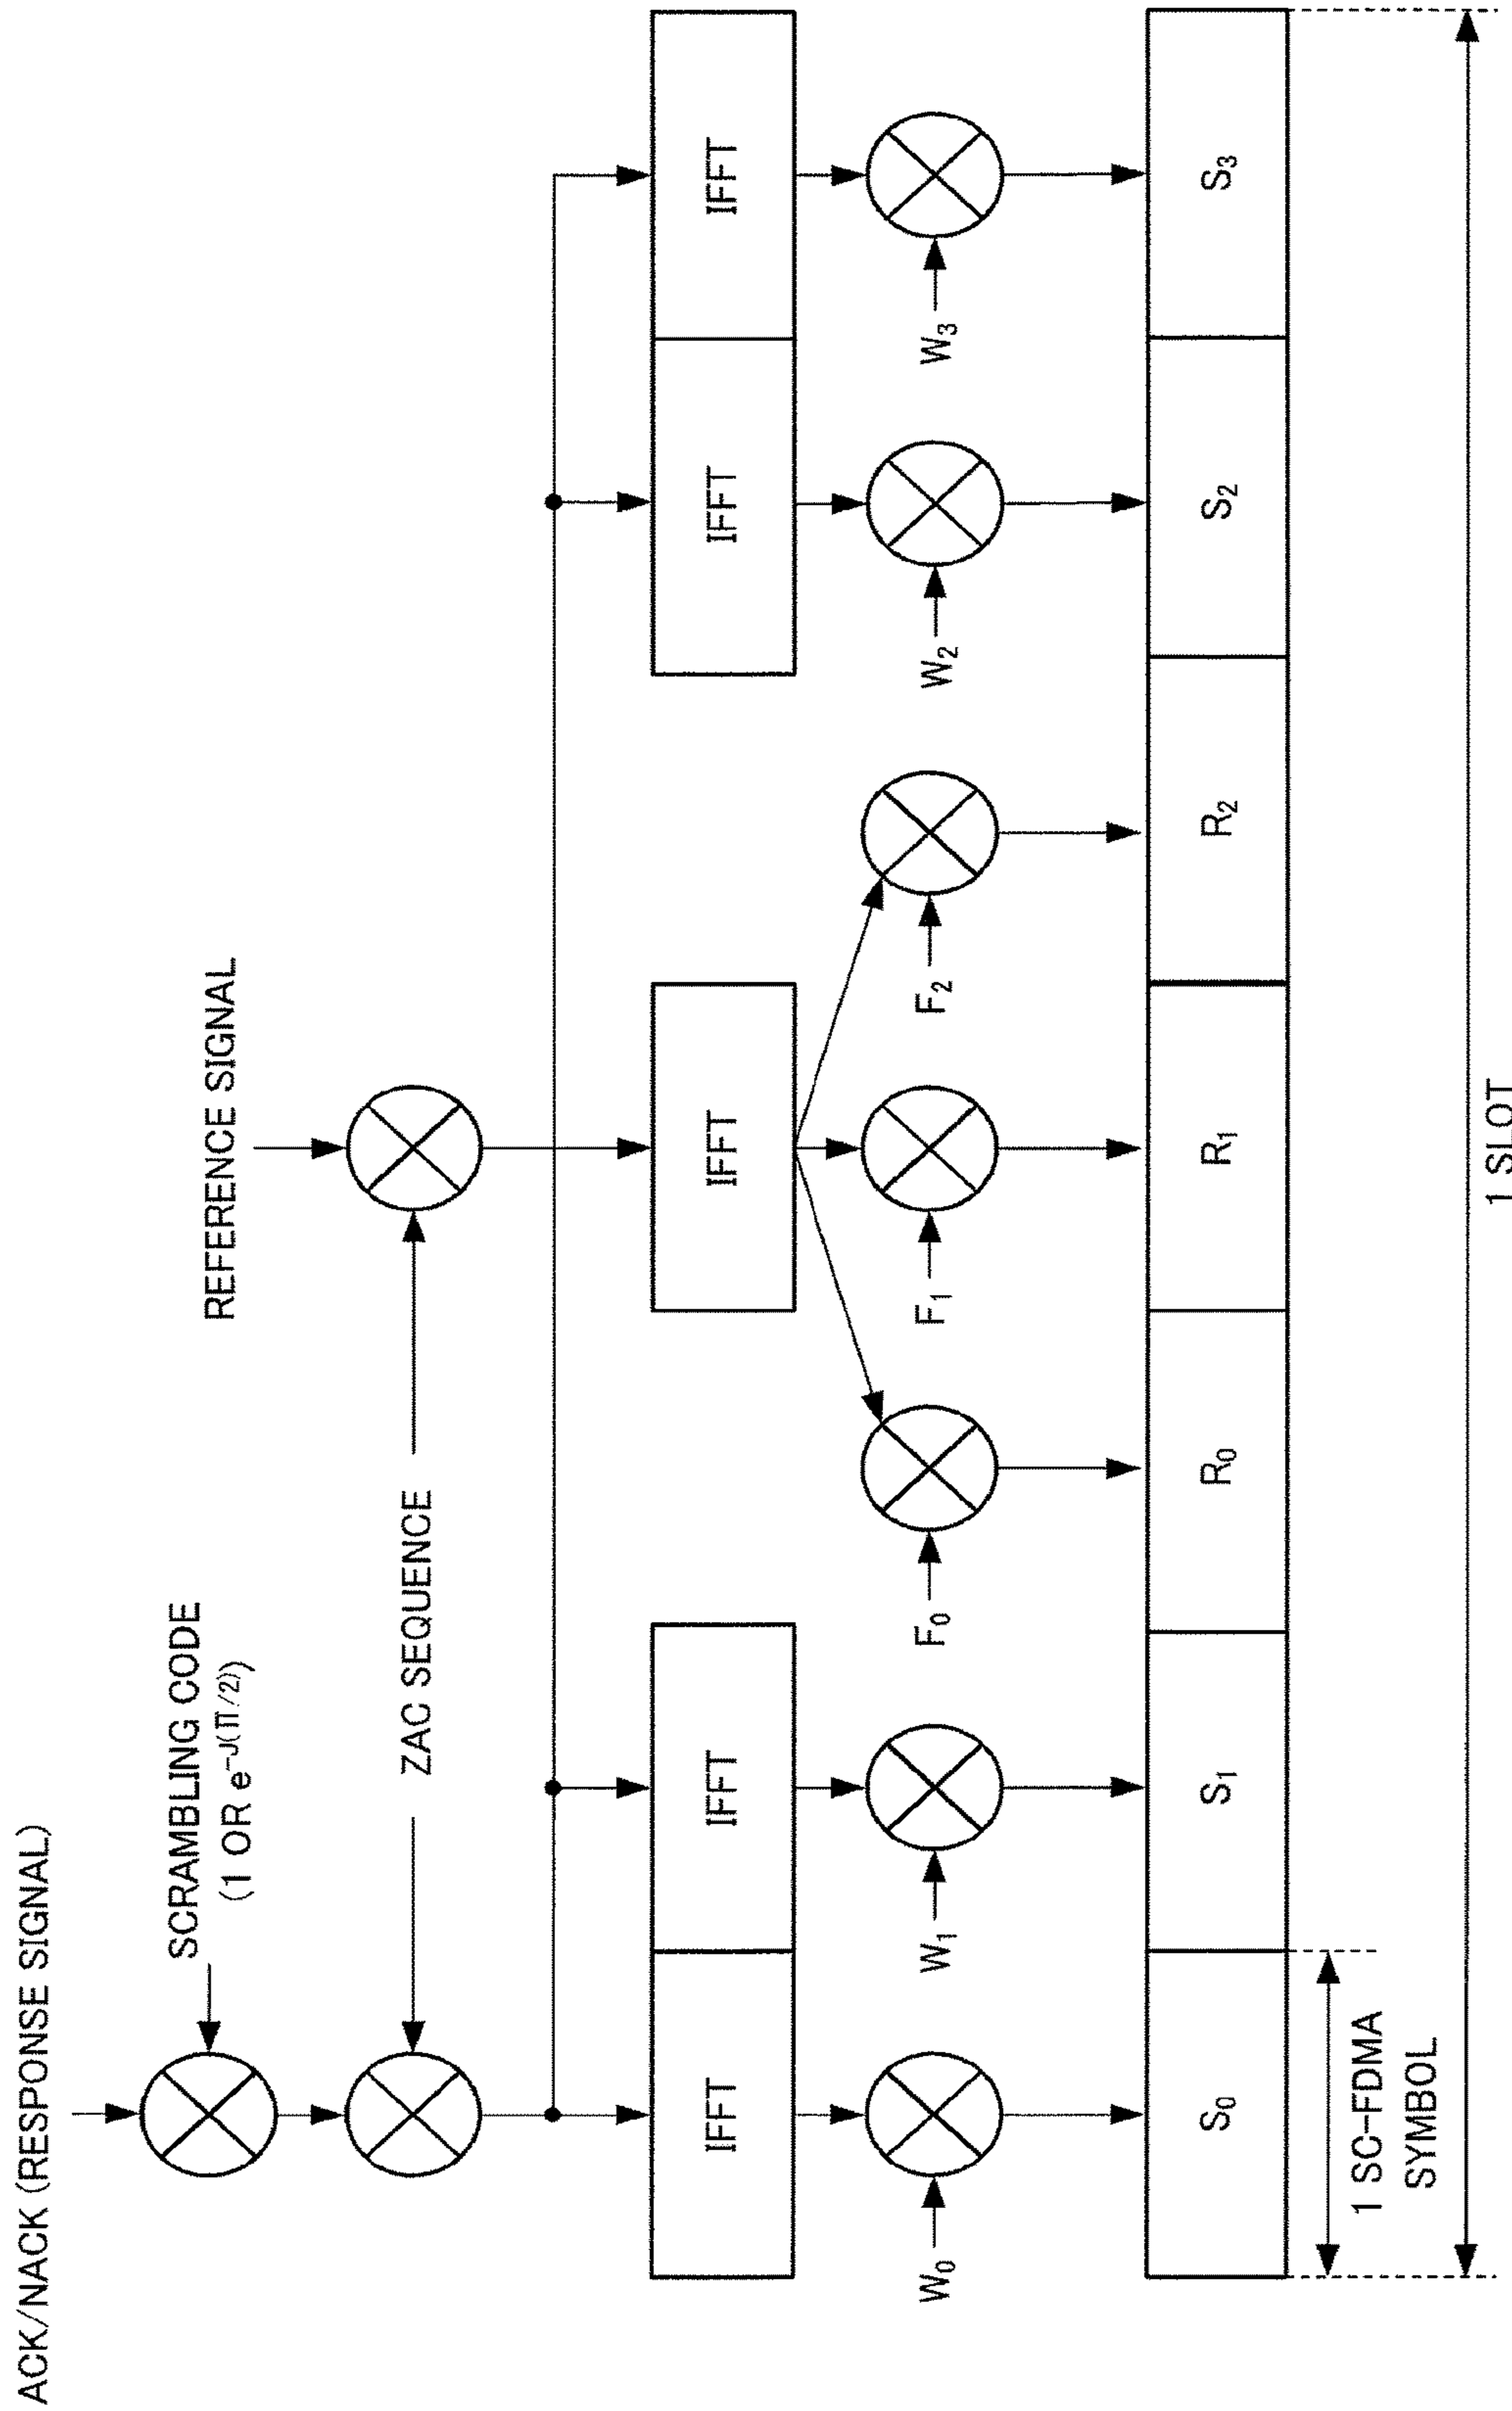 ACK/NACK (RESPONSE SIGNAL)
SCRAMBLING CODE
(1 OR e^-J(Π/2))
REFERENCE SIGNAL
ZAC SEQUENCE
IFFT
IFFT
IFFT
IFFT
IFFT
W0
W1
F0
F1
F2
W2
W3
S0
S1
R0
R1
R2
S2
S3
1 SC-FDMA
SYMBOL
1 SLOT